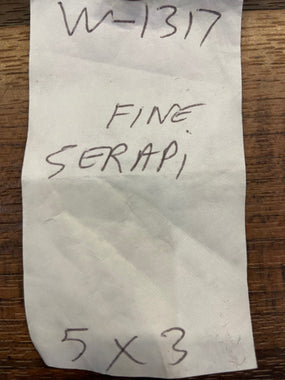 W-1317
FINE
SERAPi
5 x 3